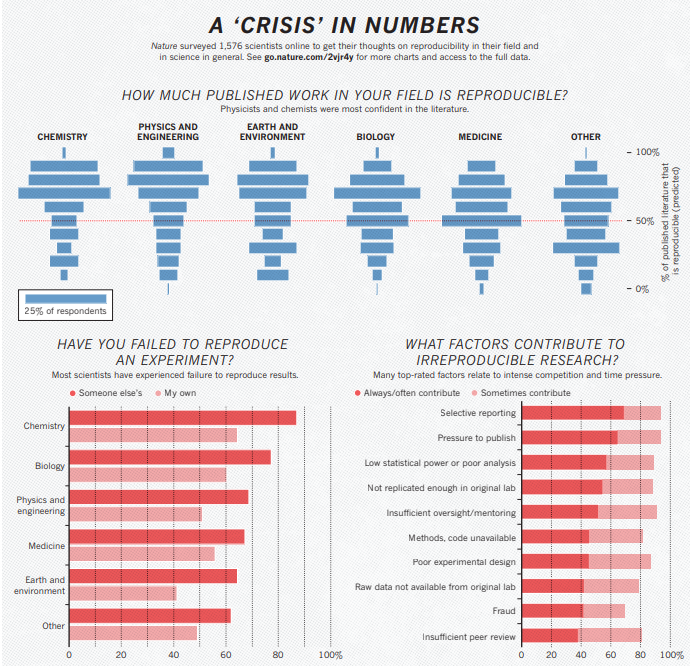 A ‘CRISIS’ IN NUMBERS
Nature surveyed 1,576 scientists online to get their thoughts on reproducibility in their field and
in science in general. See go.nature.com/2vjr4y for more charts and access to the full data.
HOW MUCH PUBLISHED WORK IN YOUR FIELD IS REPRODUCIBLE?
Physicists and chemists were most confident in the literature.
CHEMISTRY
PHYSICS AND
ENGINEERING
EARTH AND
ENVIRONMENT
BIOLOGY
MEDICINE
OTHER
100%
50%
0%
% of published literature that
is reproducible (predicted)
25% of respondents
HAVE YOU FAILED TO REPRODUCE
AN EXPERIMENT?
Most scientists have experienced failure to reproduce results.
Someone else's
My own
Chemistry
Biology
Physics and
engineering
Medicine
Earth and
environment
Other
0 20 40 60 80 100%
WHAT FACTORS CONTRIBUTE TO
IRREPRODUCIBLE RESEARCH?
Many top-rated factors relate to intense competition and time pressure.
Always/often contribute
Sometimes contribute
Selective reporting
Pressure to publish
Low statistical power or poor analysis
Not replicated enough in original lab
Insufficient oversight/mentoring
Methods, code unavailable
Poor experimental design
Raw data not available from original lab
Fraud
Insufficient peer review
0 20 40 60 80 100%